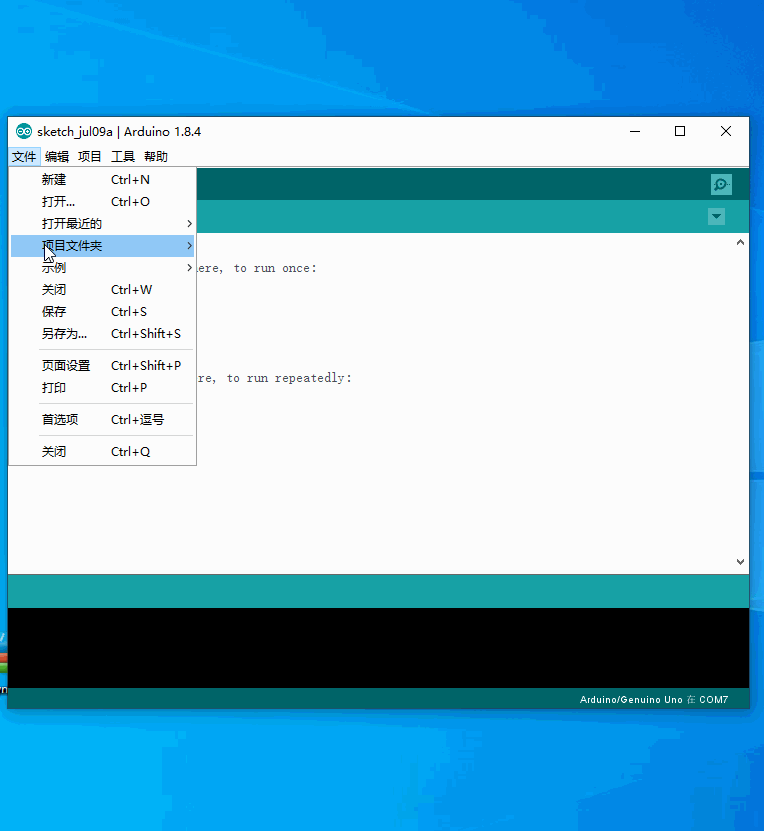 sketch_jul09a | Arduino 1.8.4
文件 编辑 项目 工具 帮助
新建 Ctrl+N
打开... Ctrl+O
打开最近的
项目文件夹
示例
关闭 Ctrl+W
保存 Ctrl+S
另存为... Ctrl+Shift+S
页面设置 Ctrl+Shift+P
打印 Ctrl+P
首选项 Ctrl+逗号
关闭 Ctrl+Q
ere, to run once:
re, to run repeatedly:
Arduino/Genuino Uno 在 COM7